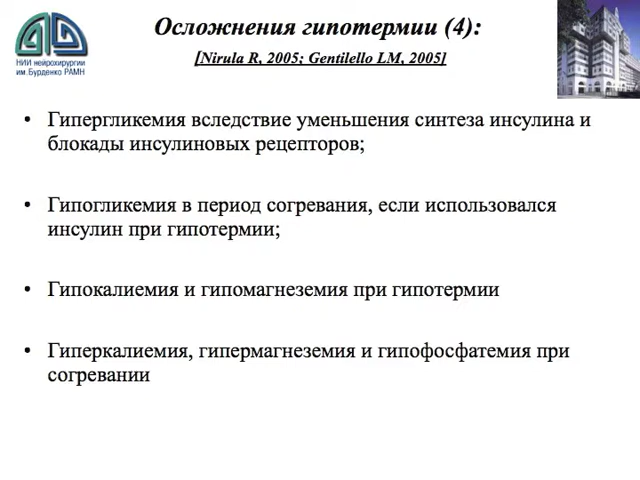 Осложнения гипотермии (4):
[Nirula R, 2005; Gentilello LM, 2005]
НИИ нейрохирургии
им.Бурденко РАМН
• Гипергликемия вследствие уменьшения синтеза инсулина и
блокады инсулиновых рецепторов;
• Гипогликемия в период согревания, если использовался
инсулин при гипотермии;
• Гипокалиемия и гипомагнеземия при гипотермии
• Гиперкалиемия, гипермагнеземия и гипофосфатемия при
согревании